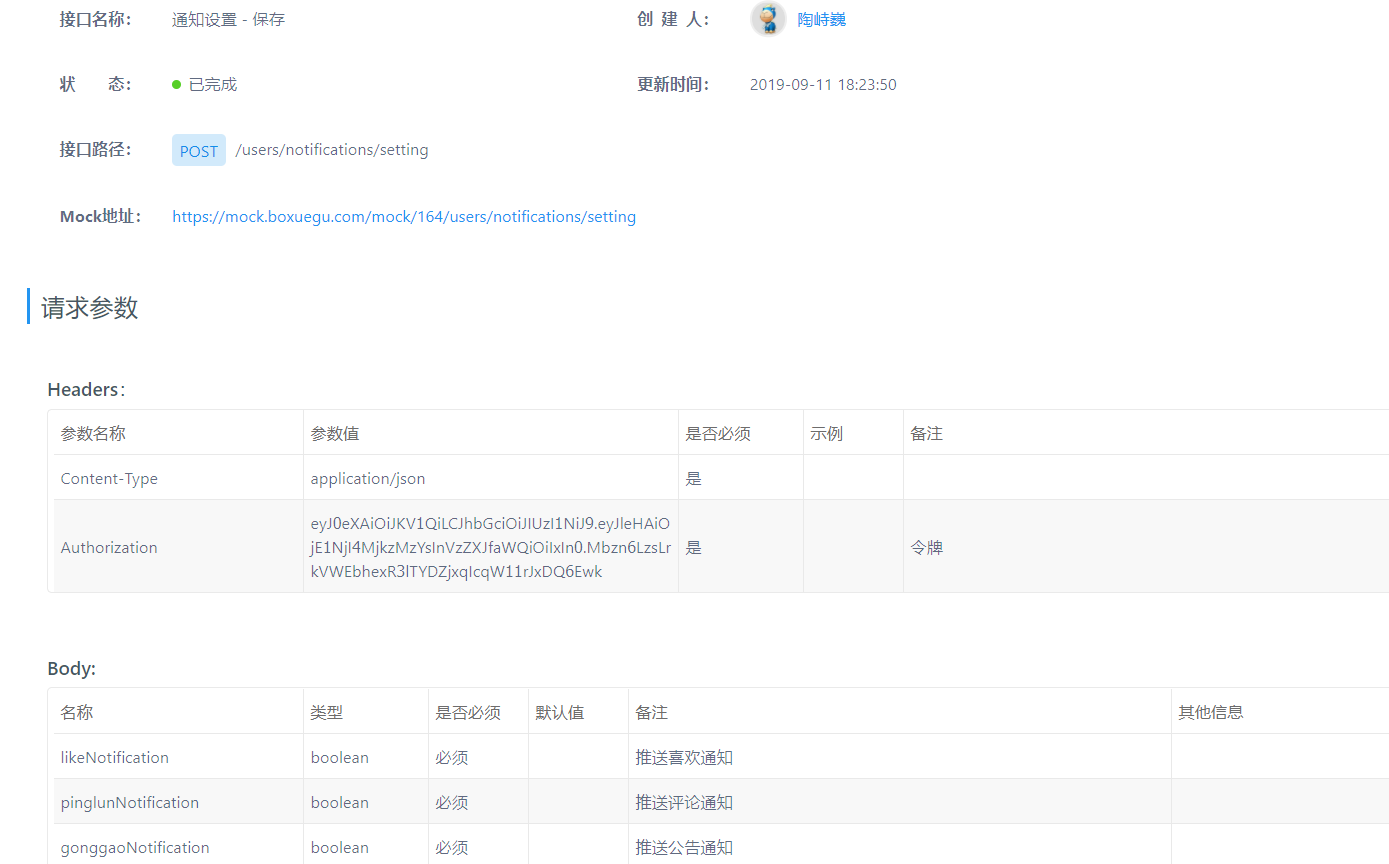 接口名称： 通知设置 - 保存 创 建 人： 陶峙巍
状 态： 已完成 更新时间： 2019-09-11 18:23:50
接口路径： POST /users/notifications/setting
Mock地址： https://mock.boxuegu.com/mock/164/users/notifications/setting
请求参数
Headers：
参数名称 参数值 是否必须 示例 备注
Content-Type application/json 是
eyJ0eXAiOiJKV1QiLCJhbGciOiJIUzI1NiJ9.eyJleHAiO
Authorization jE1NjI4MjkzMzYsInVzZXJfaWQiOiIxIn0.Mbzn6LzsLr 是 令牌
kVWEbhexR3lTYDZjxqIcqW11rJxDQ6Ewk
Body:
名称 类型 是否必须 默认值 备注 其他信息
likeNotification boolean 必须 推送喜欢通知
pinglunNotification boolean 必须 推送评论通知
gonggaoNotification boolean 必须 推送公告通知